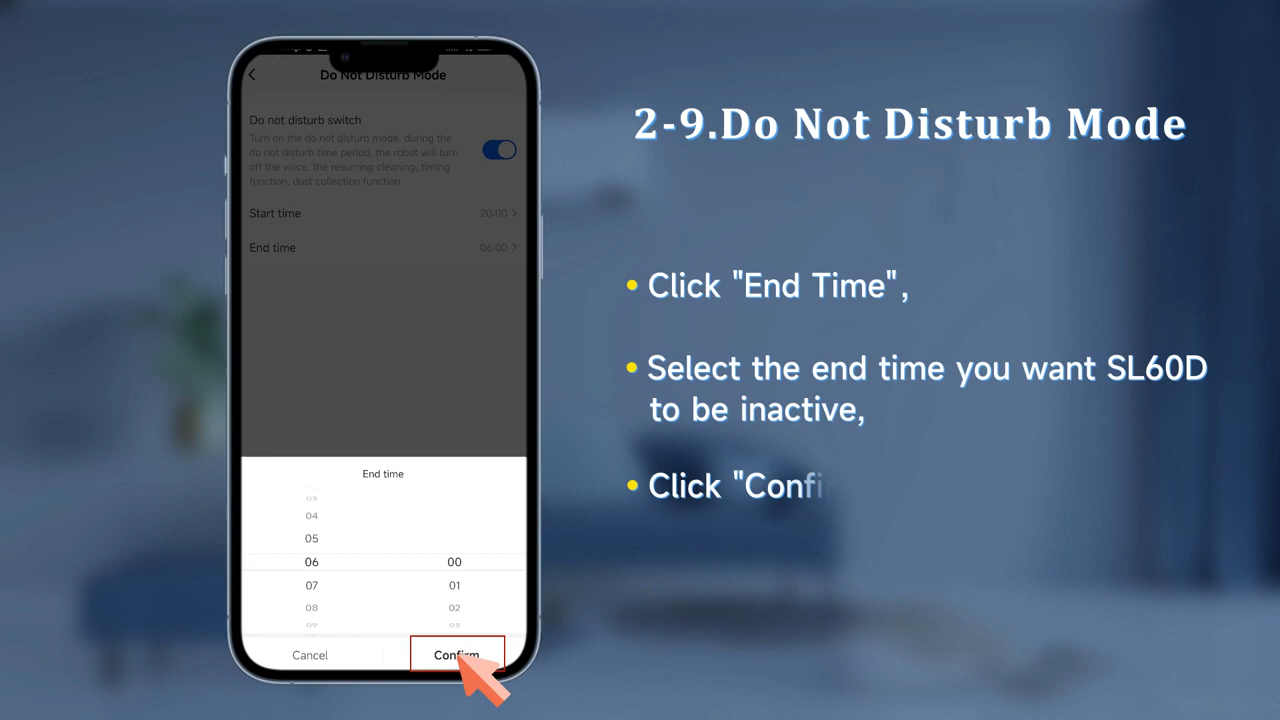 Do Not Disturb Mode
Do not disturb switch
Turn on the do not disturb mode, during the
do not disturb time period, the robot will turn
off the voice, the resuming cleaning, timing
function, dust collection function
Start time 20:00
End time 06:00
End time
03
04
05
06 00
07 01
08 02
09 03
Cancel Confirm
2-9.Do Not Disturb Mode
• Click "End Time",
• Select the end time you want SL60D
to be inactive,
• Click "Confi